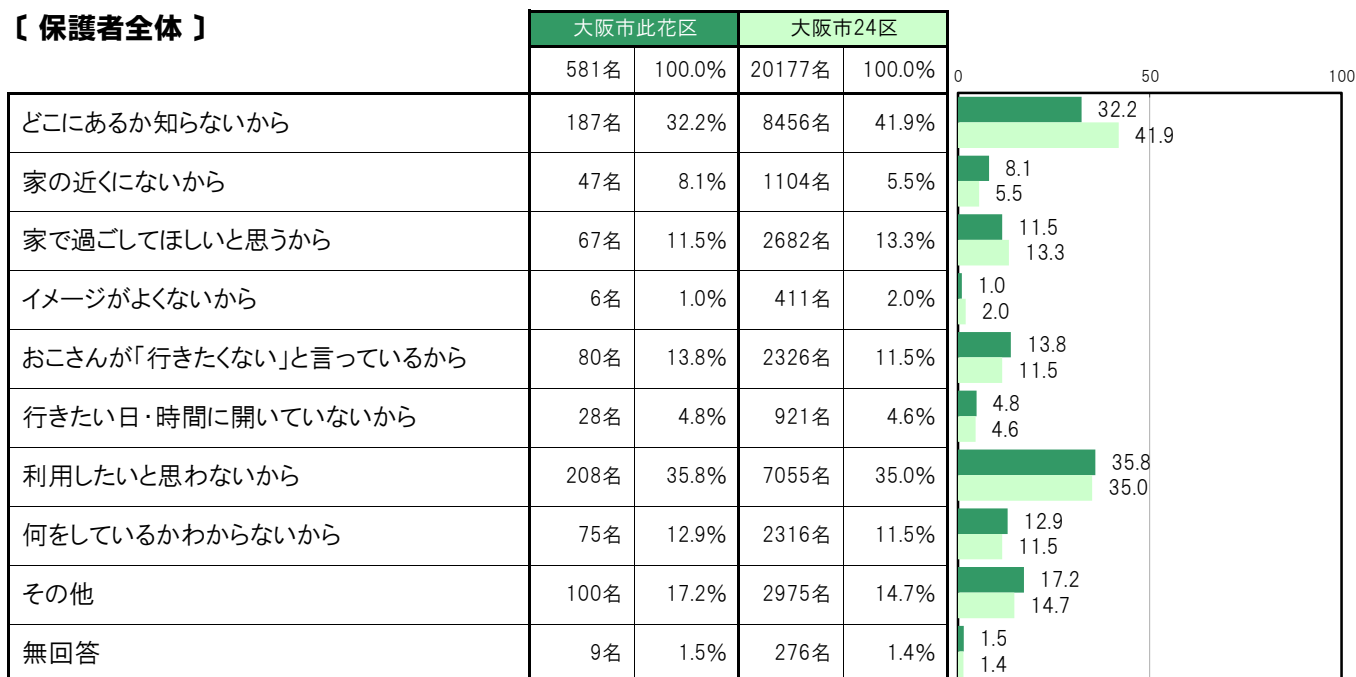 〔 保護者全体 〕
大阪市此花区 大阪市24区
581名 100.0% 20177名 100.0% 0 50 100
どこにあるか知らないから 187名 32.2% 8456名 41.9% 32.2
41.9
家の近くにないから 47名 8.1% 1104名 5.5% 8.1
5.5
家で過ごしてほしいと思うから 67名 11.5% 2682名 13.3% 11.5
13.3
イメージがよくないから 6名 1.0% 411名 2.0% 1.0
2.0
おこさんが「行きたくない」と言っているから 80名 13.8% 2326名 11.5% 13.8
11.5
行きたい日・時間に開いていないから 28名 4.8% 921名 4.6% 4.8
4.6
利用したいと思わないから 208名 35.8% 7055名 35.0% 35.8
35.0
何をしているかわからないから 75名 12.9% 2316名 11.5% 12.9
11.5
その他 100名 17.2% 2975名 14.7% 17.2
14.7
無回答 9名 1.5% 276名 1.4% 1.5
1.4